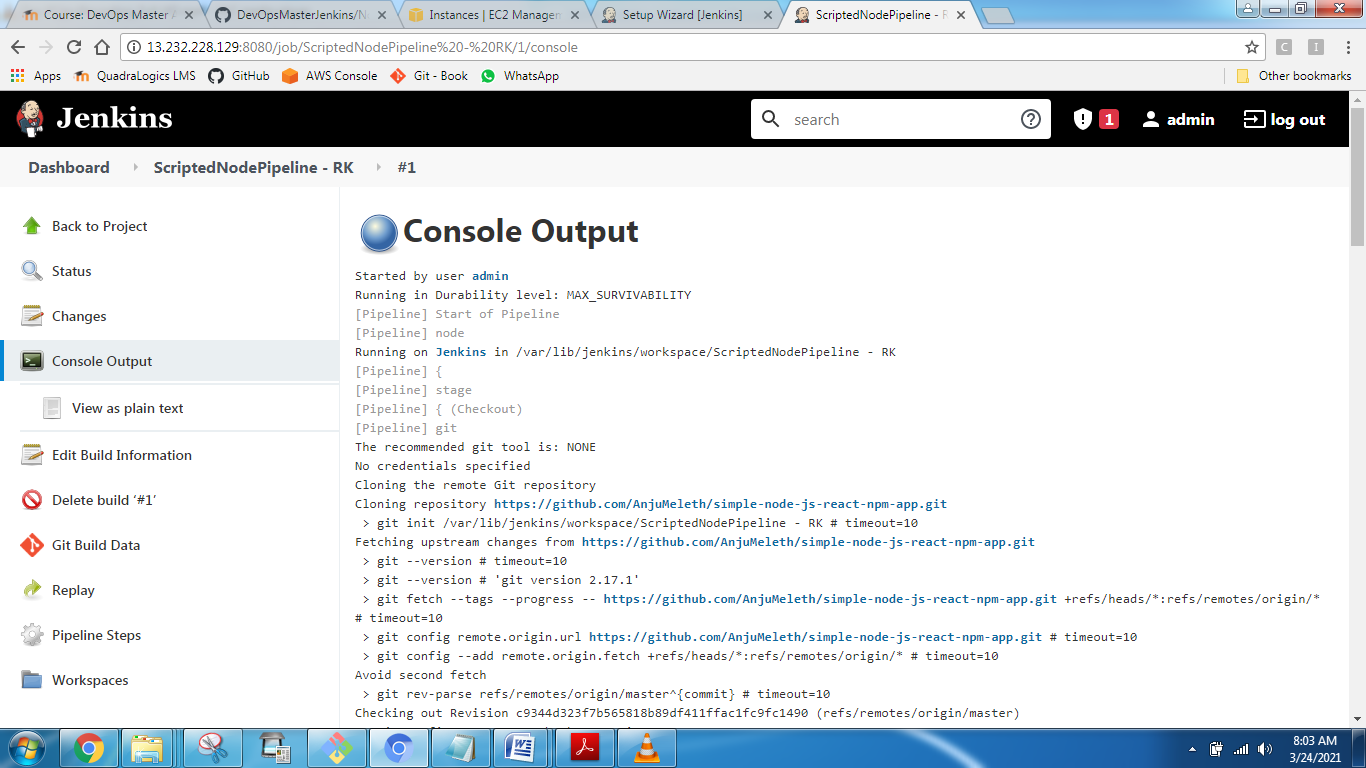 Course: DevOps Master A
DevOpsMasterJenkins/No
Instances | EC2 Managem
Setup Wizard [Jenkins]
ScriptedNodePipeline - R
13.232.228.129:8080/job/ScriptedNodePipeline%20-%20RK/1/console
C
I
Apps
QuadraLogics LMS
GitHub
AWS Console
Git - Book
WhatsApp
Other bookmarks
Jenkins
search
1
admin
log out
Dashboard
ScriptedNodePipeline - RK
#1
Back to Project
Status
Changes
Console Output
View as plain text
Edit Build Information
Delete build ‘#1’
Git Build Data
Replay
Pipeline Steps
Workspaces
Console Output
Started by user admin
Running in Durability level: MAX_SURVIVABILITY
[Pipeline] Start of Pipeline
[Pipeline] node
Running on Jenkins in /var/lib/jenkins/workspace/ScriptedNodePipeline - RK
[Pipeline] {
[Pipeline] stage
[Pipeline] { (Checkout)
[Pipeline] git
The recommended git tool is: NONE
No credentials specified
Cloning the remote Git repository
Cloning repository https://github.com/AnjuMeleth/simple-node-js-react-npm-app.git
> git init /var/lib/jenkins/workspace/ScriptedNodePipeline - RK # timeout=10
Fetching upstream changes from https://github.com/AnjuMeleth/simple-node-js-react-npm-app.git
> git --version # timeout=10
> git --version # 'git version 2.17.1'
> git fetch --tags --progress -- https://github.com/AnjuMeleth/simple-node-js-react-npm-app.git +refs/heads/*:refs/remotes/origin/*
# timeout=10
> git config remote.origin.url https://github.com/AnjuMeleth/simple-node-js-react-npm-app.git # timeout=10
> git config --add remote.origin.fetch +refs/heads/*:refs/remotes/origin/* # timeout=10
Avoid second fetch
> git rev-parse refs/remotes/origin/master^{commit} # timeout=10
Checking out Revision c9344d323f7b565818b89df411ffac1fc9fc1490 (refs/remotes/origin/master)
8:03 AM
3/24/2021